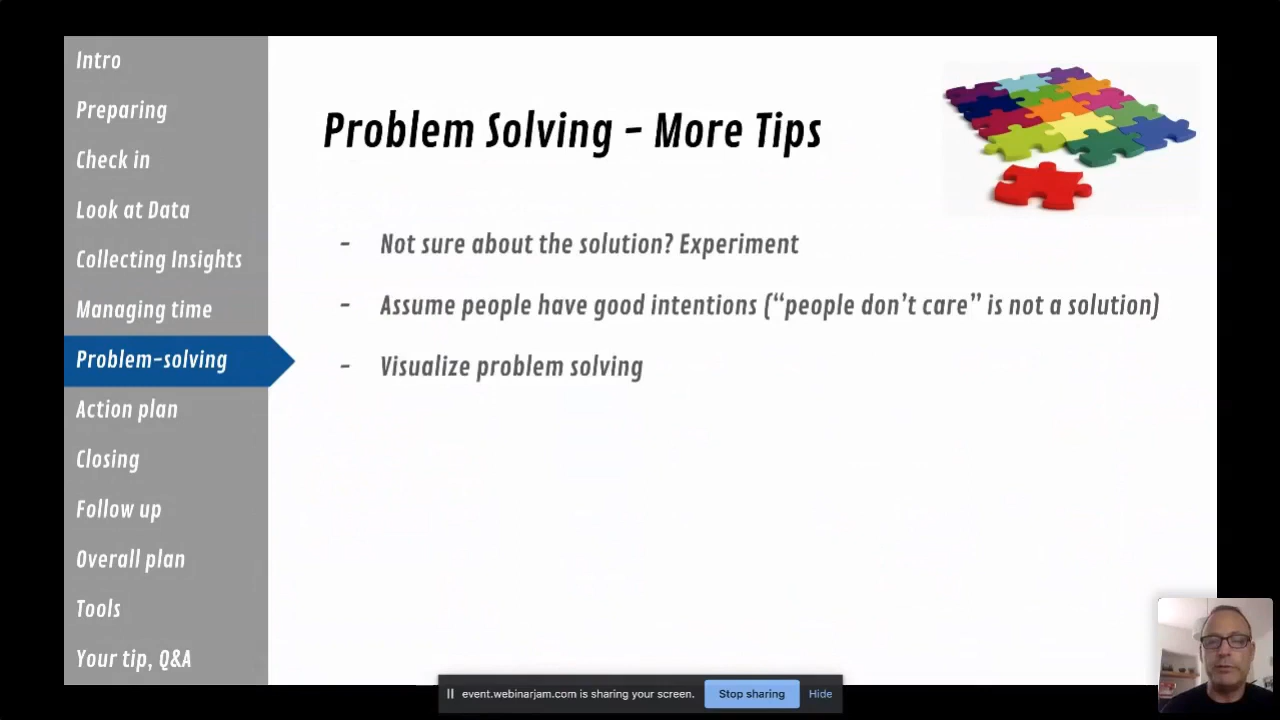 Intro
Preparing
Check in
Look at Data
Collecting Insights
Managing time
Problem-solving
Action plan
Closing
Follow up
Overall plan
Tools
Your tip, Q&A
Problem Solving - More Tips
- Not sure about the solution? Experiment
- Assume people have good intentions (“people don’t care” is not a solution)
- Visualize problem solving
event.webinarjam.com is sharing your screen. Stop sharing Hide